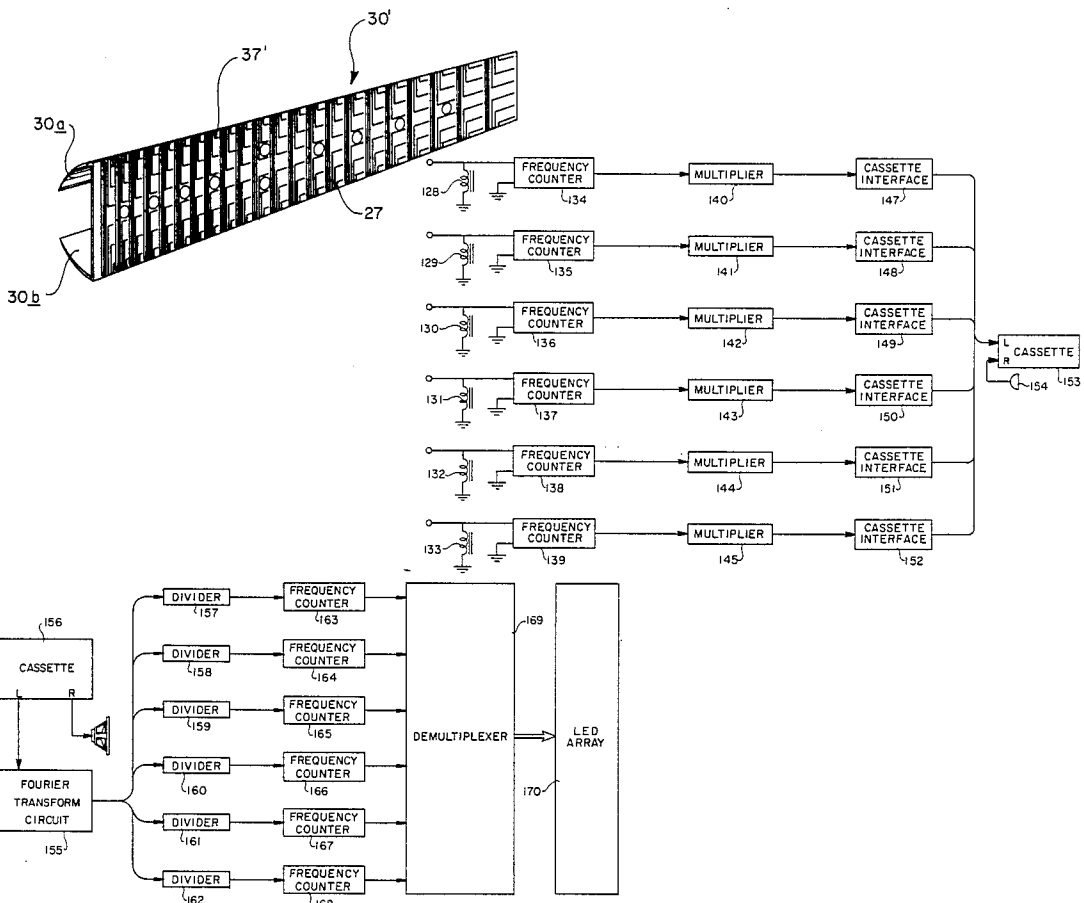 30'
37'
30a
27
30b
128
FREQUENCY
COUNTER
134
MULTIPLIER
140
CASSETTE
INTERFACE
147
129
FREQUENCY
COUNTER
135
MULTIPLIER
141
CASSETTE
INTERFACE
148
130
FREQUENCY
COUNTER
136
MULTIPLIER
142
CASSETTE
INTERFACE
149
L
R
CASSETTE
153
154
131
FREQUENCY
COUNTER
137
MULTIPLIER
143
CASSETTE
INTERFACE
150
132
FREQUENCY
COUNTER
138
MULTIPLIER
144
CASSETTE
INTERFACE
151
133
FREQUENCY
COUNTER
139
MULTIPLIER
145
CASSETTE
INTERFACE
152
156
CASSETTE
L R
FOURIER
TRANSFORM
CIRCUIT
155
DIVIDER
157
FREQUENCY
COUNTER
163
DIVIDER
158
FREQUENCY
COUNTER
164
DIVIDER
159
FREQUENCY
COUNTER
165
DIVIDER
160
FREQUENCY
COUNTER
166
DIVIDER
161
FREQUENCY
COUNTER
167
DIVIDER
162
FREQUENCY
COUNTER
168
DEMULTIPLEXER
169
LED
ARRAY
170